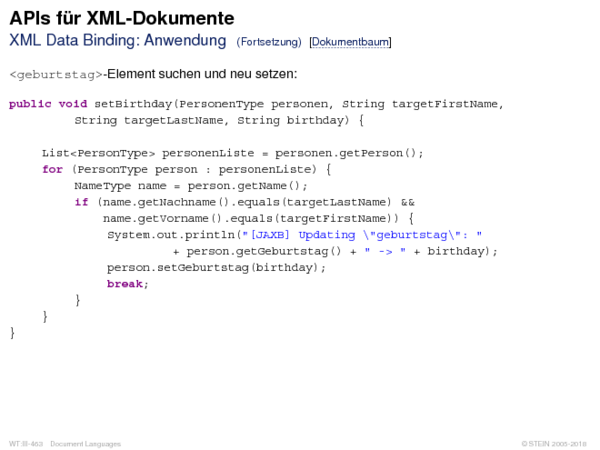 APIs für XML-Dokumente
XML Data Binding: Anwendung (Fortsetzung) [Dokumentbaum]
<geburtstag>-Element suchen und neu setzen:
public void setBirthday(PersonenType personen, String targetFirstName,
String targetLastName, String birthday) {
List<PersonType> personenListe = personen.getPerson();
for (PersonType person : personenListe) {
NameType name = person.getName();
if (name.getNachname().equals(targetLastName) &&
name.getVorname().equals(targetFirstName)) {
System.out.println("[JAXB] Updating \"geburtstag\": "
+ person.getGeburtstag() + " -> " + birthday);
person.setGeburtstag(birthday);
break;
}
}
}
WT:III-463 Document Languages © STEIN 2005-2018